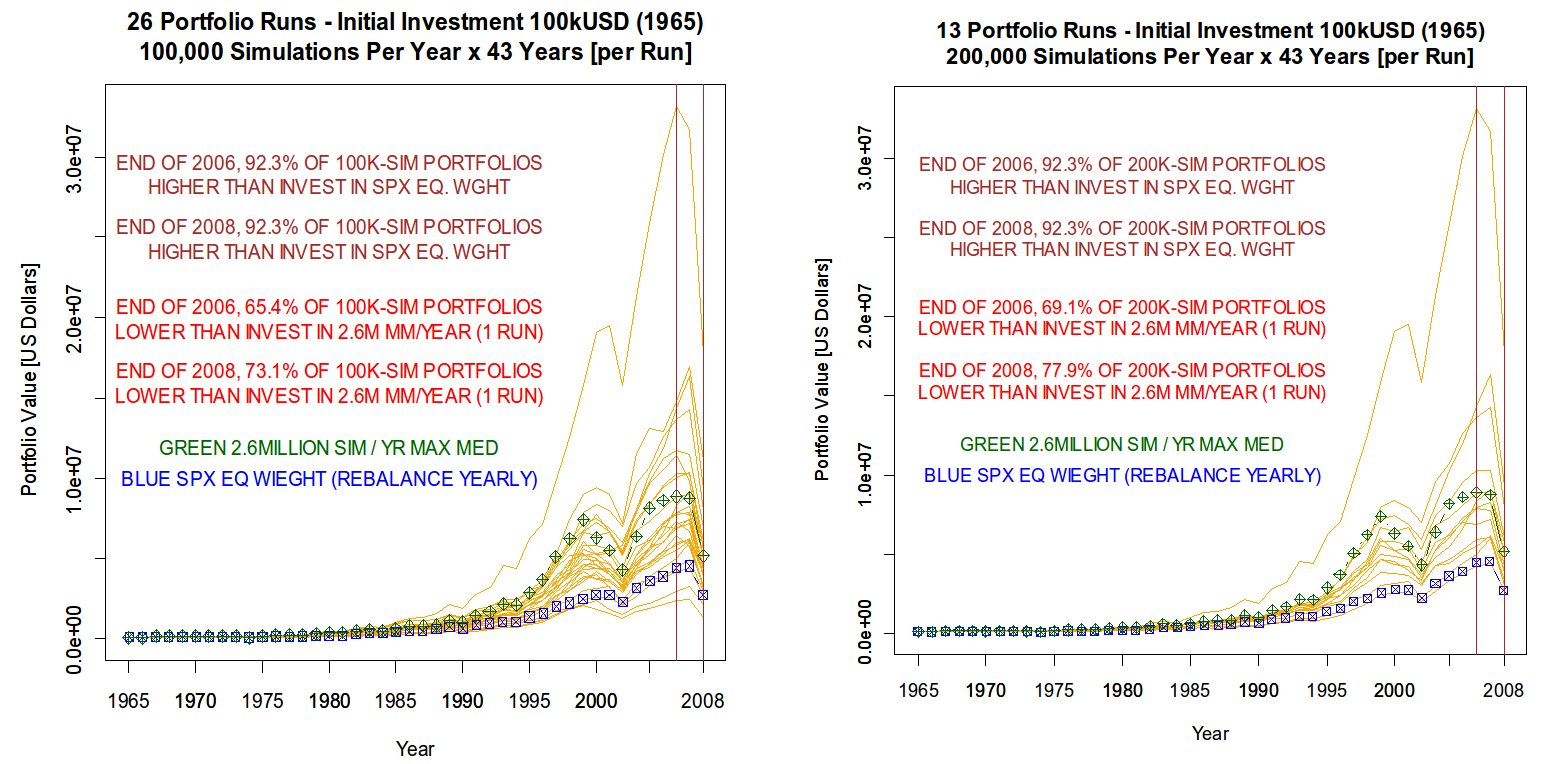 26 Portfolio Runs - Initial Investment 100kUSD (1965)
100,000 Simulations Per Year x 43 Years [per Run]
END OF 2006, 92.3% OF 100K-SIM PORTFOLIOS
HIGHER THAN INVEST IN SPX EQ. WGHT
END OF 2008, 92.3% OF 100K-SIM PORTFOLIOS
HIGHER THAN INVEST IN SPX EQ. WGHT
END OF 2006, 65.4% OF 100K-SIM PORTFOLIOS
LOWER THAN INVEST IN 2.6M MM/YEAR (1 RUN)
END OF 2008, 73.1% OF 100K-SIM PORTFOLIOS
LOWER THAN INVEST IN 2.6M MM/YEAR (1 RUN)
GREEN 2.6MILLION SIM / YR MAX MED
BLUE SPX EQ WIEGHT (REBALANCE YEARLY)
Portfolio Value [US Dollars]
3.0e+07
2.0e+07
1.0e+07
0.0e+00
1965 1970 1975 1980 1985 1990 1995 2000 2008
Year
13 Portfolio Runs - Initial Investment 100kUSD (1965)
200,000 Simulations Per Year x 43 Years [per Run]
END OF 2006, 92.3% OF 200K-SIM PORTFOLIOS
HIGHER THAN INVEST IN SPX EQ. WGHT
END OF 2008, 92.3% OF 200K-SIM PORTFOLIOS
HIGHER THAN INVEST IN SPX EQ. WGHT
END OF 2006, 69.1% OF 200K-SIM PORTFOLIOS
LOWER THAN INVEST IN 2.6M MM/YEAR (1 RUN)
END OF 2008, 77.9% OF 200K-SIM PORTFOLIOS
LOWER THAN INVEST IN 2.6M MM/YEAR (1 RUN)
GREEN 2.6MILLION SIM / YR MAX MED
BLUE SPX EQ WIEGHT (REBALANCE YEARLY)
Portfolio Value [US Dollars]
3.0e+07
2.0e+07
1.0e+07
0.0e+00
1965 1970 1975 1980 1985 1990 1995 2000 2008
Year